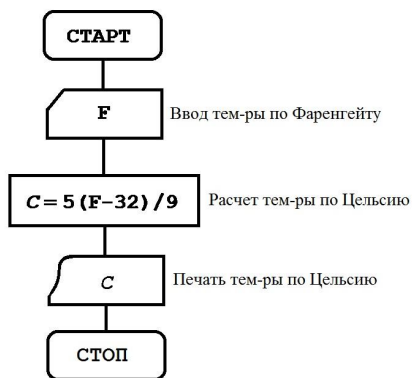 СТАРТ
F
Ввод тем-ры по Фаренгейту
C = 5 (F-32) /9
Расчет тем-ры по Цельсию
C
Печать тем-ры по Цельсию
СТОП